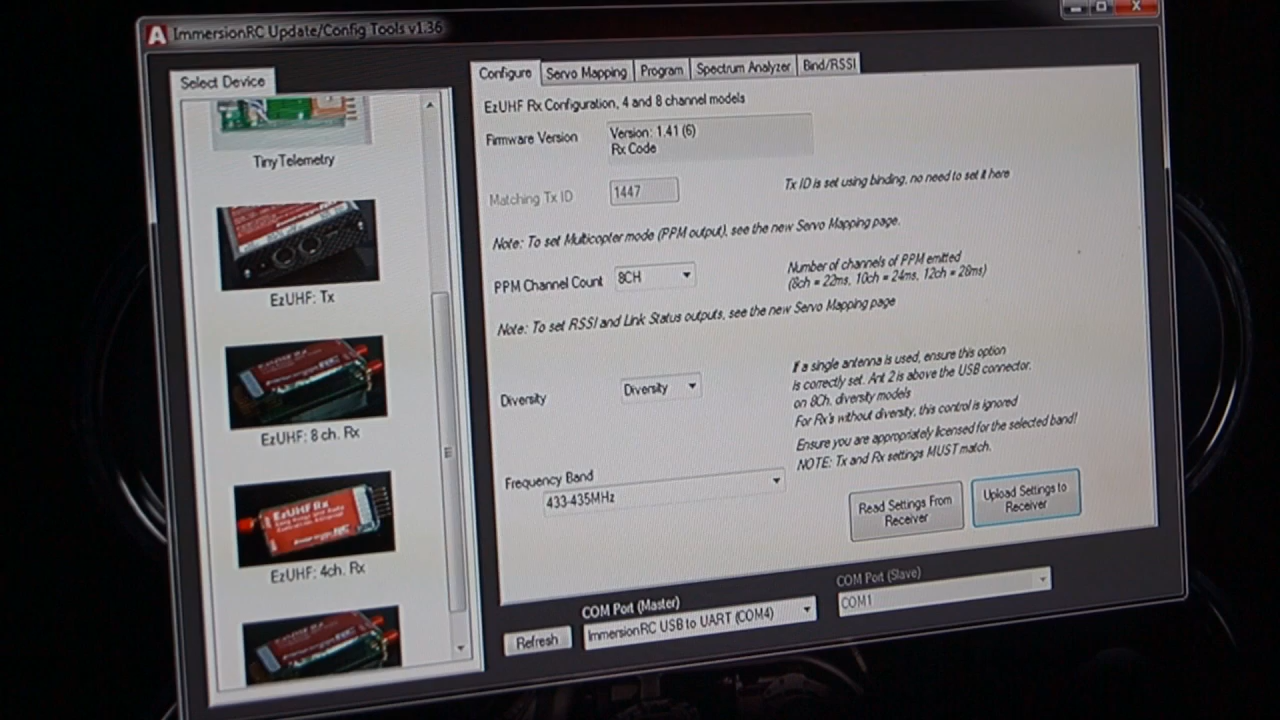 ImmersionRC Update/Config Tools v1.36
Select Device
TinyTelemetry
EzUHF: Tx
EzUHF: 8 ch. Rx
EzUHF Rx
EzUHF: 4ch. Rx
Configure
Servo Mapping
Program
Spectrum Analyzer
Bind/RSSI
EzUHF Rx Configuration, 4 and 8 channel models
Firmware Version
Version: 1.41 (6)
Rx Code
Matching Tx ID
1447
Tx ID is set using binding, no need to set it here
Note: To set Multicopter mode (PPM output), see the new Servo Mapping page.
PPM Channel Count
8CH
Number of channels of PPM emitted
(8ch = 22ms, 10ch = 24ms, 12ch = 28ms)
Note: To set RSSI and Link Status outputs, see the new Servo Mapping page
Diversity
Diversity
If a single antenna is used, ensure this option
is correctly set. Ant 2 is above the USB connector.
on 8Ch, diversity models
For Rx's without diversity, this control is ignored
Frequency Band
433-435MHz
Ensure you are appropriately licensed for the selected band!
NOTE: Tx and Rx settings MUST match.
Read Settings From
Receiver
Upload Settings to
Receiver
Refresh
COM Port (Master)
ImmersionRC USB to UART (COM4)
COM Port (Slave)
COM1